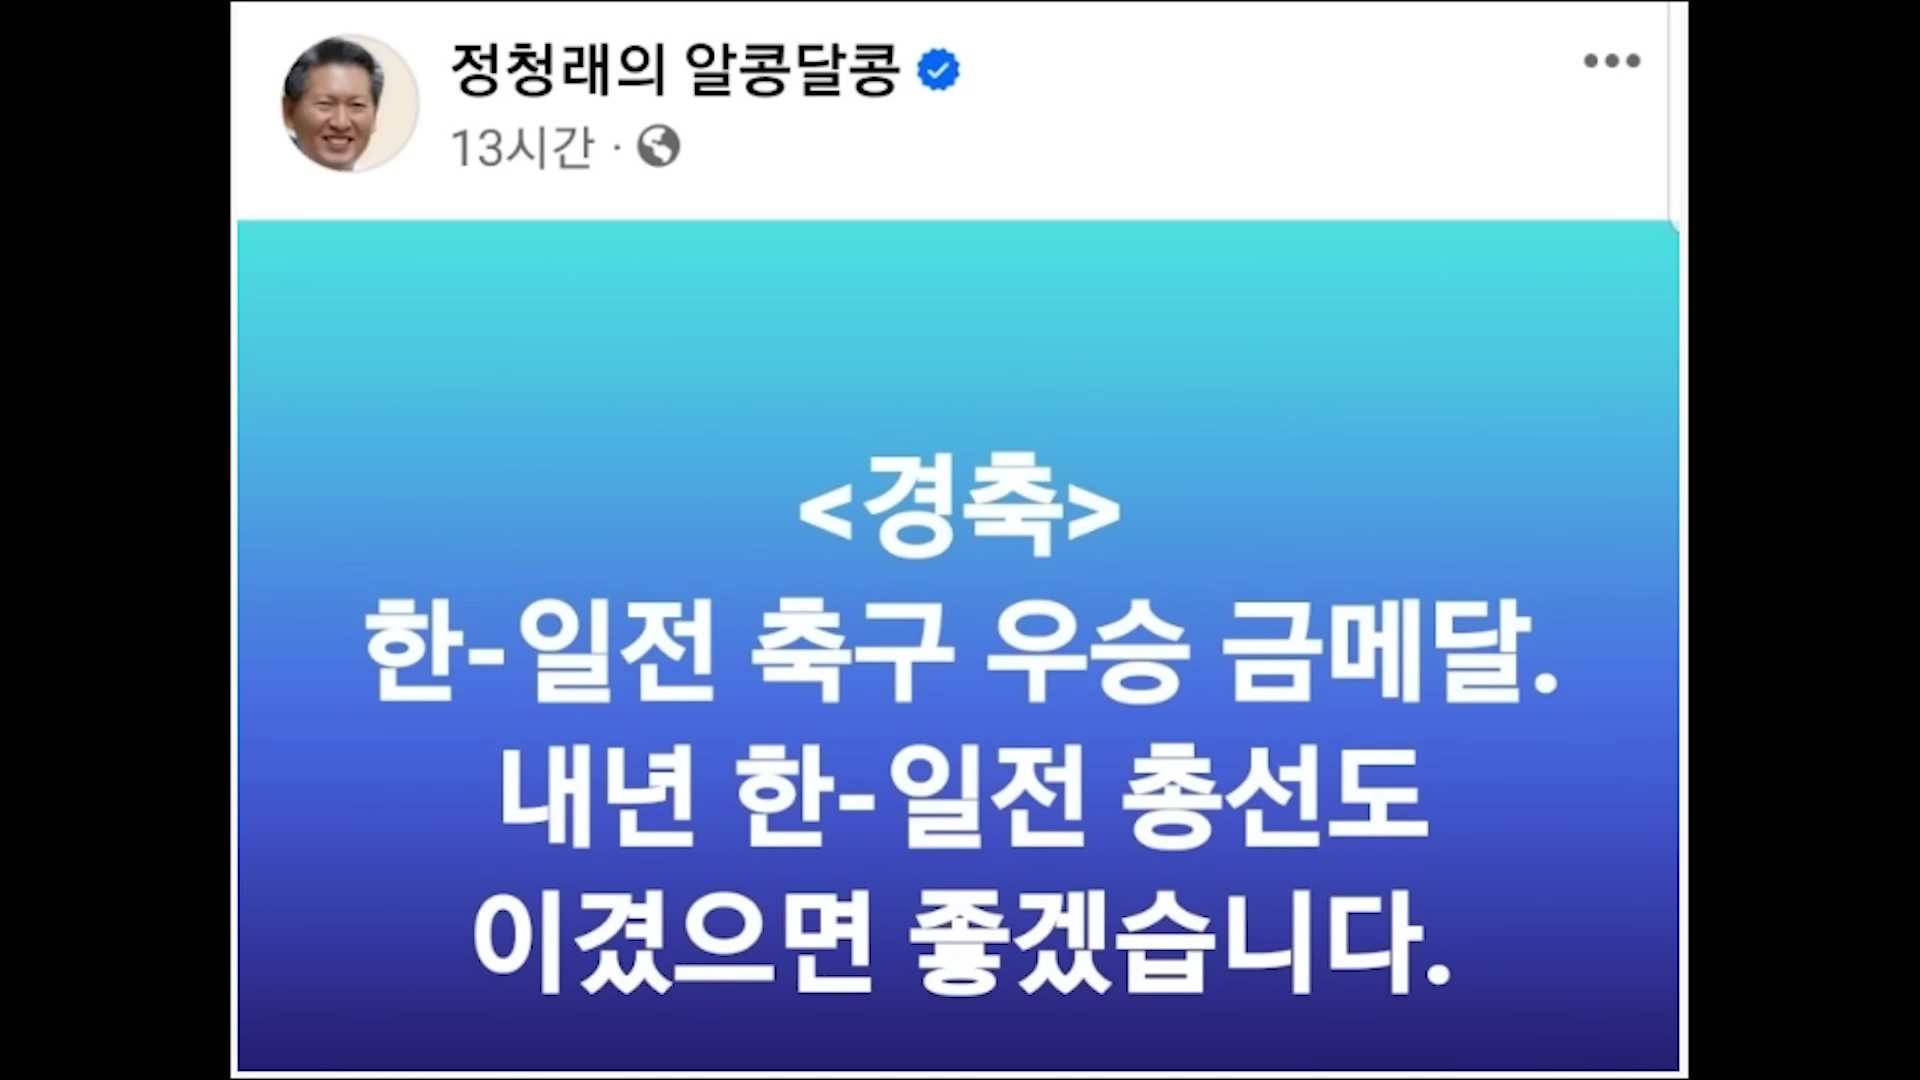 정청래의 알콩달콩
13시간 ·
<경축>
한-일전 축구 우승 금메달.
내년 한-일전 총선도
이겼으면 좋겠습니다.